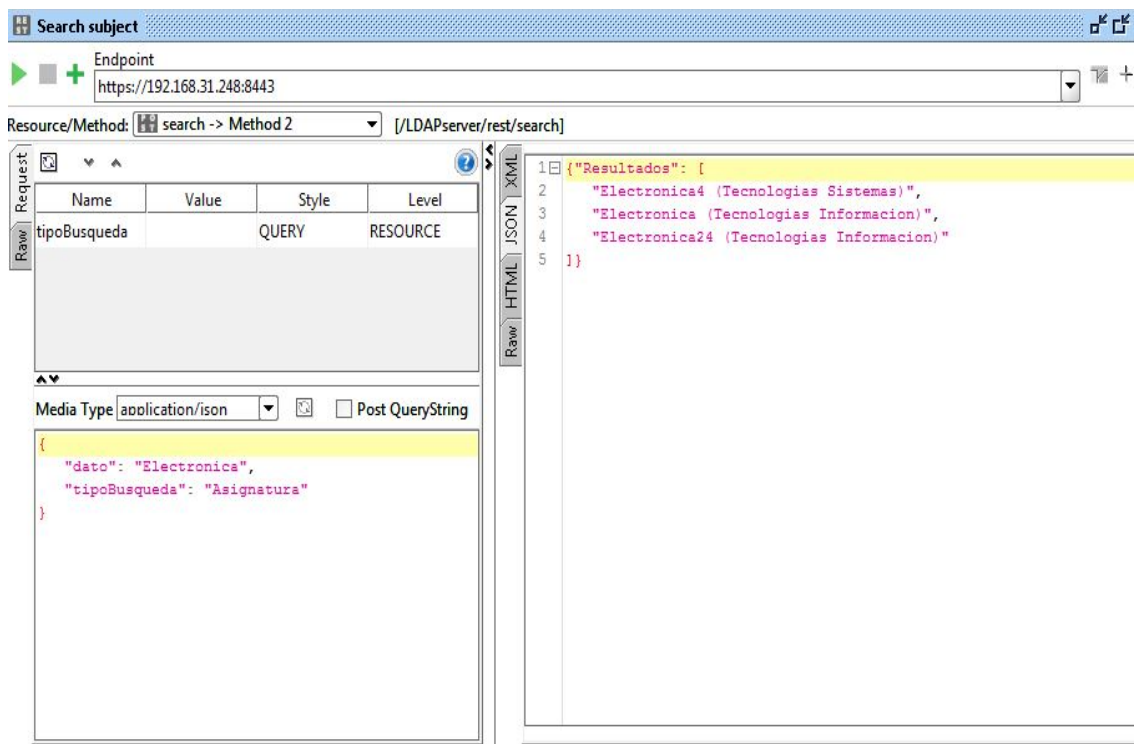 Search subject
Endpoint
https://192.168.31.248:8443
Resource/Method: search -> Method 2 [/LDAPserver/rest/search]
Request
Raw
Name Value Style Level
tipoBusqueda QUERY RESOURCE
Media Type application/json Post QueryString
{
"dato": "Electronica",
"tipoBusqueda": "Asignatura"
}
XML
JSON
HTML
Raw
1 {"Resultados": [
2 "Electronica4 (Tecnologias Sistemas)",
3 "Electronica (Tecnologias Informacion)",
4 "Electronica24 (Tecnologias Informacion)"
5 ]}